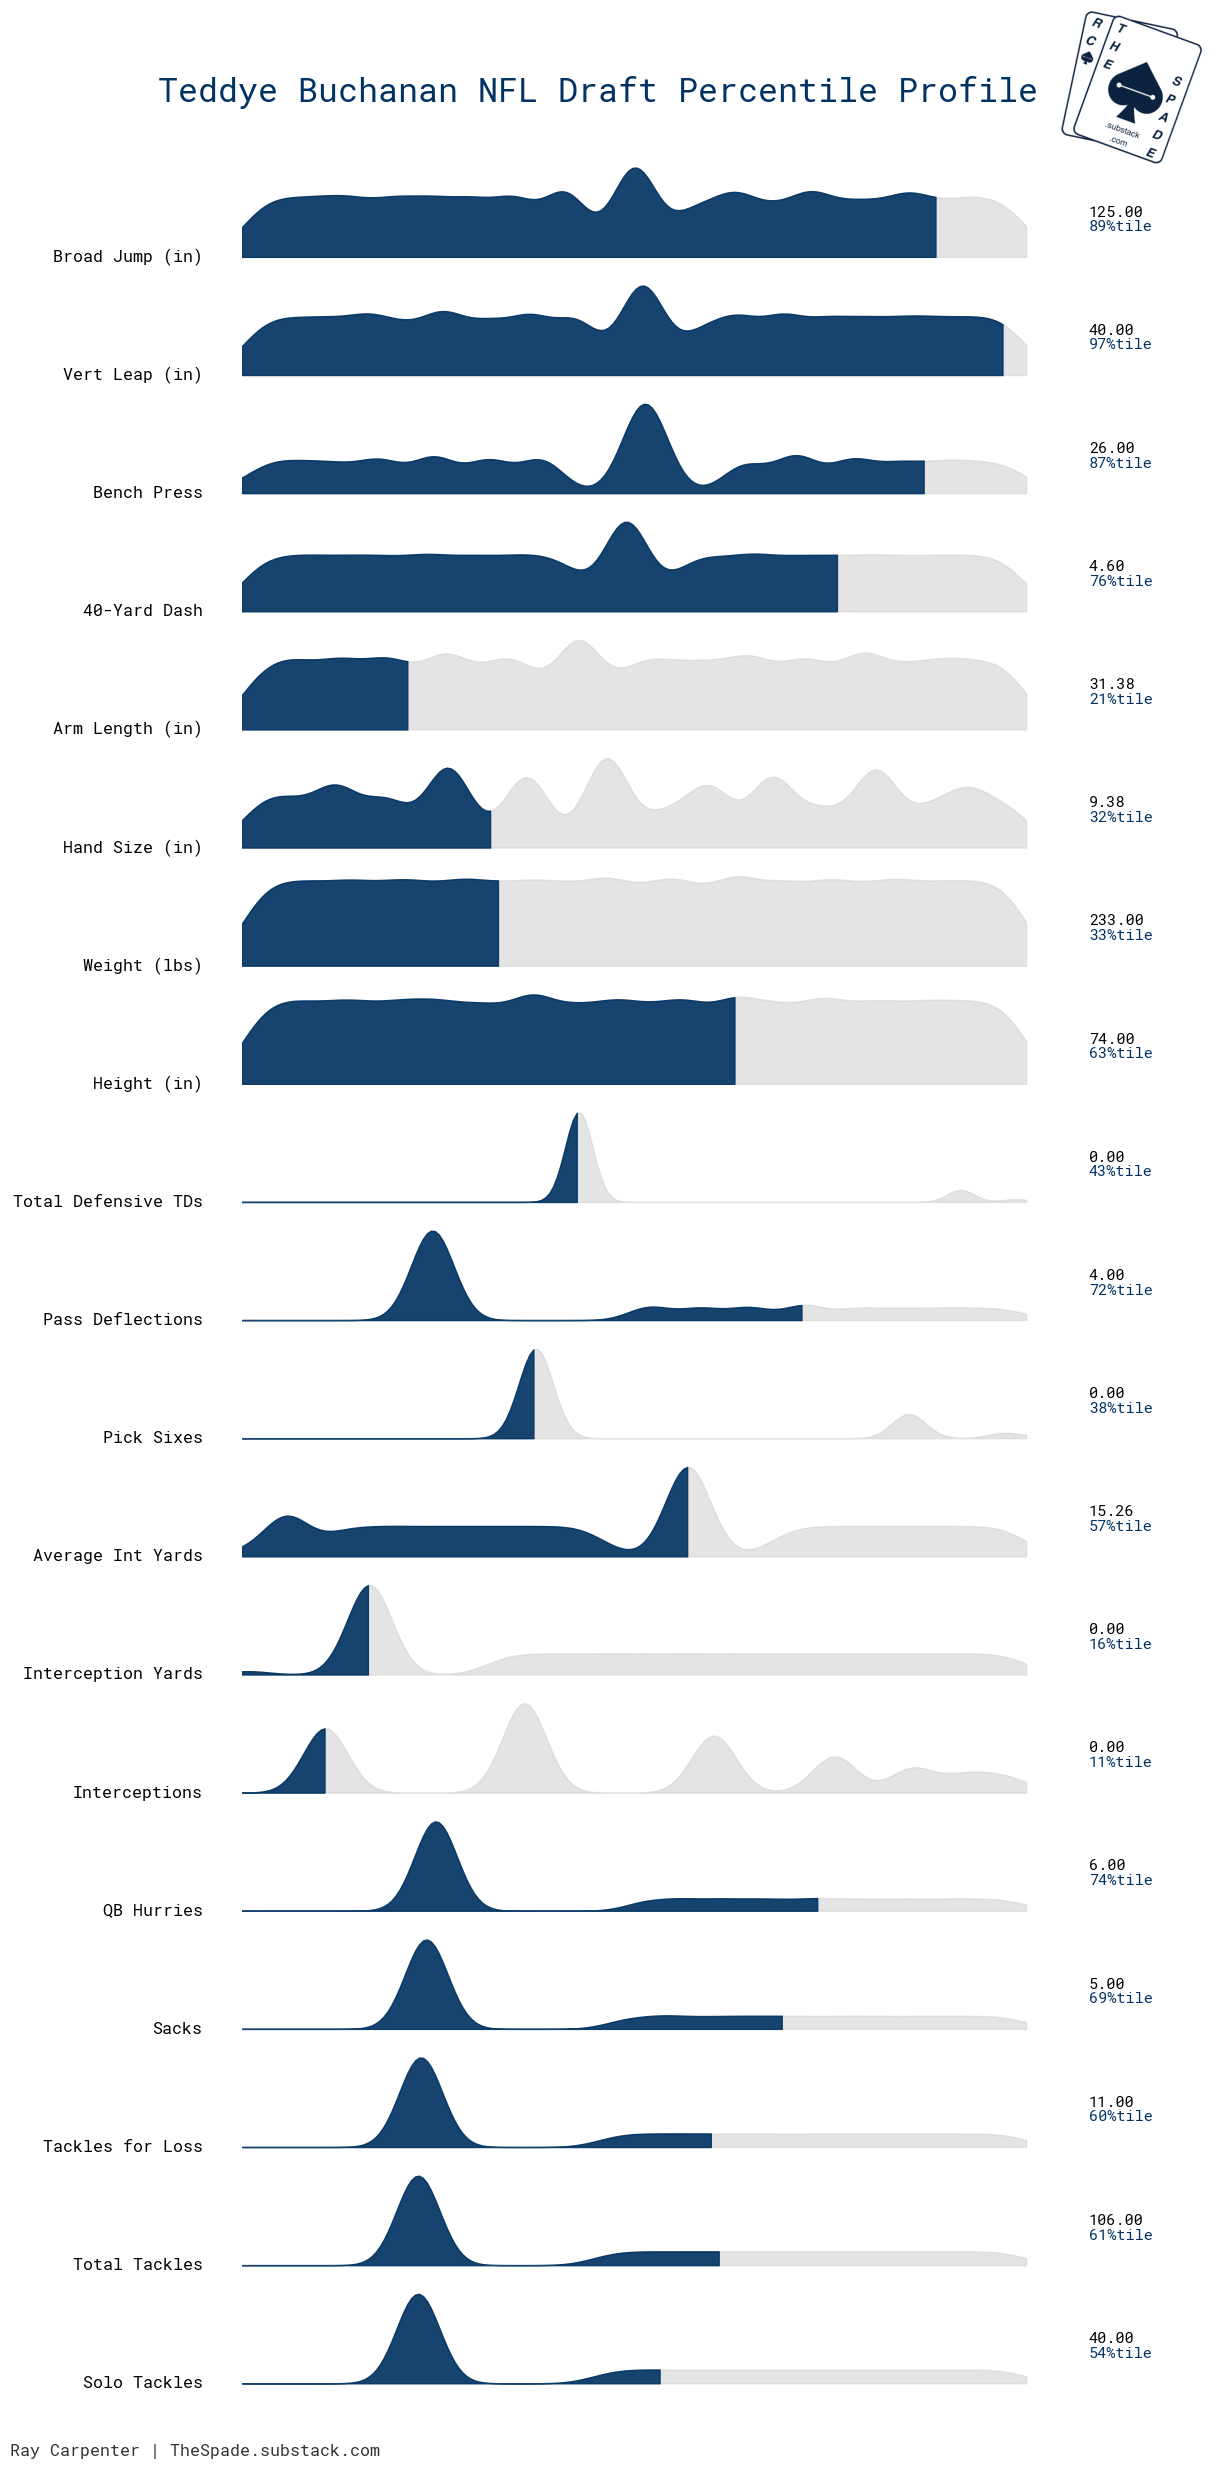 R
C
THE
SPADE
.substack
.com
Teddye Buchanan NFL Draft Percentile Profile
Broad Jump (in)
125.00
89%tile
Vert Leap (in)
40.00
97%tile
Bench Press
26.00
87%tile
40-Yard Dash
4.60
76%tile
Arm Length (in)
31.38
21%tile
Hand Size (in)
9.38
32%tile
Weight (lbs)
233.00
33%tile
Height (in)
74.00
63%tile
Total Defensive TDs
0.00
43%tile
Pass Deflections
4.00
72%tile
Pick Sixes
0.00
38%tile
Average Int Yards
15.26
57%tile
Interception Yards
0.00
16%tile
Interceptions
0.00
11%tile
QB Hurries
6.00
74%tile
Sacks
5.00
69%tile
Tackles for Loss
11.00
60%tile
Total Tackles
106.00
61%tile
Solo Tackles
40.00
54%tile
Ray Carpenter | TheSpade.substack.com